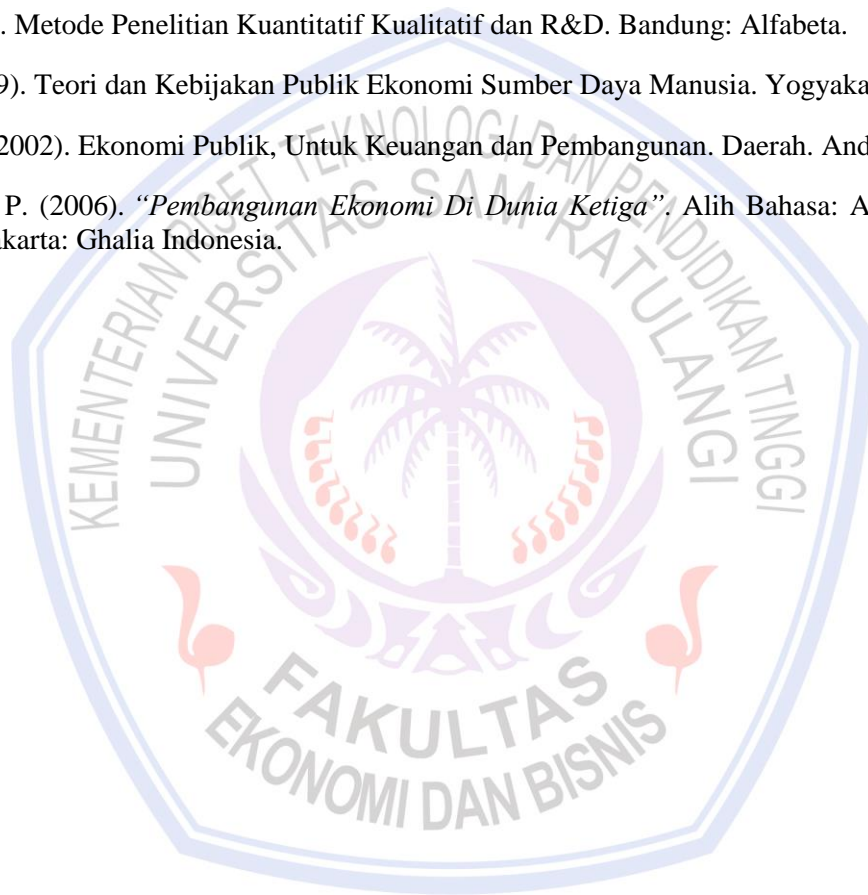 . Metode Penelitian Kuantitatif Kualitatif dan R&D. Bandung: Alfabeta.
9). Teori dan Kebijakan Publik Ekonomi Sumber Daya Manusia. Yogyaka
2002). Ekonomi Publik, Untuk Keuangan dan Pembangunan. Daerah. And
P. (2006). “Pembangunan Ekonomi Di Dunia Ketiga”. Alih Bahasa: A
akarta: Ghalia Indonesia.
KEMENTERIAN RISET TEKNOLOGI DAN PENDIDIKAN TINGGI
UNIVERSITAS SAM RATULANGI
FAKULTAS
EKONOMI DAN BISNIS